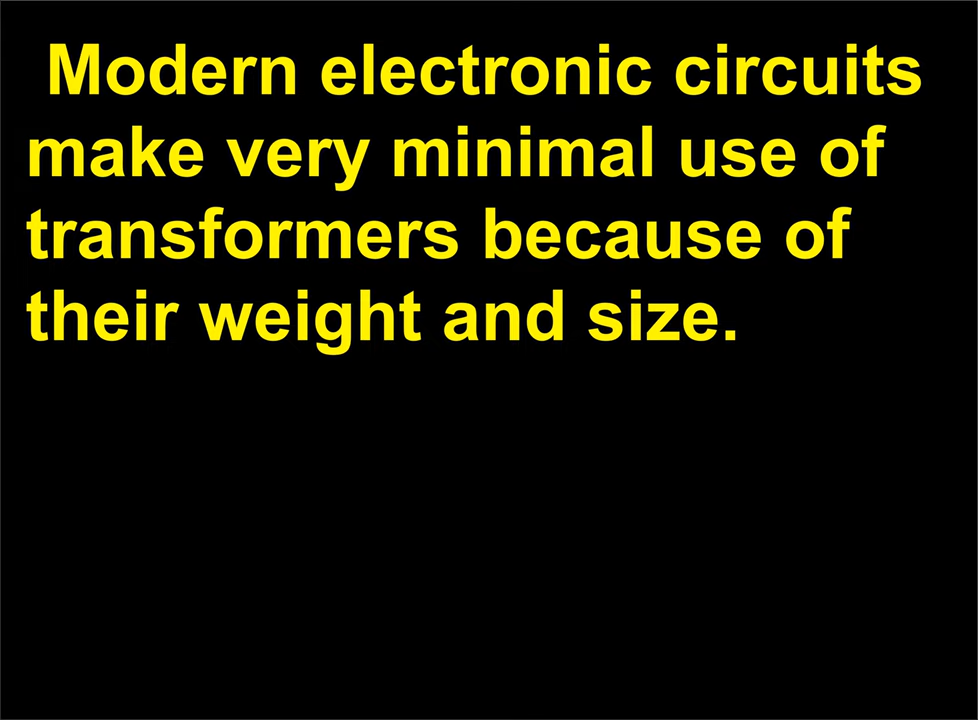 Modern electronic circuits
make very minimal use of
transformers because of
their weight and size.